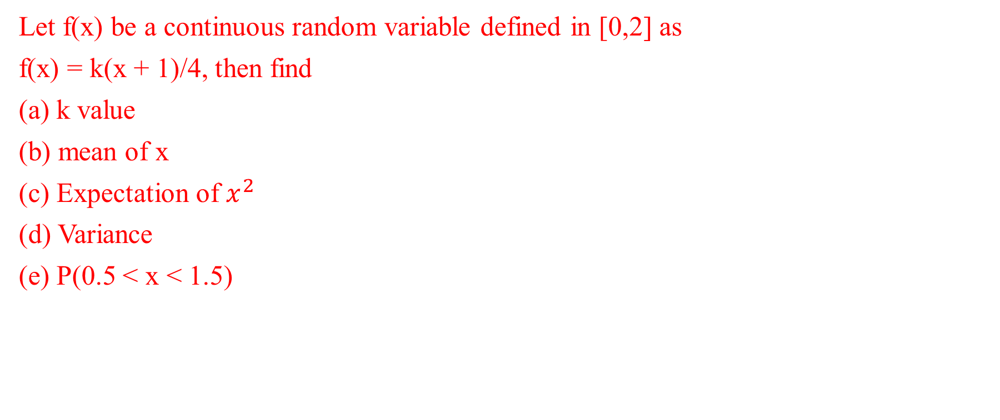 Let f(x) be a continuous random variable defined in [0,2] as
f(x) = k(x + 1)/4, then find
(a) k value
(b) mean of x
(c) Expectation of x²
(d) Variance
(e) P(0.5 < x < 1.5)